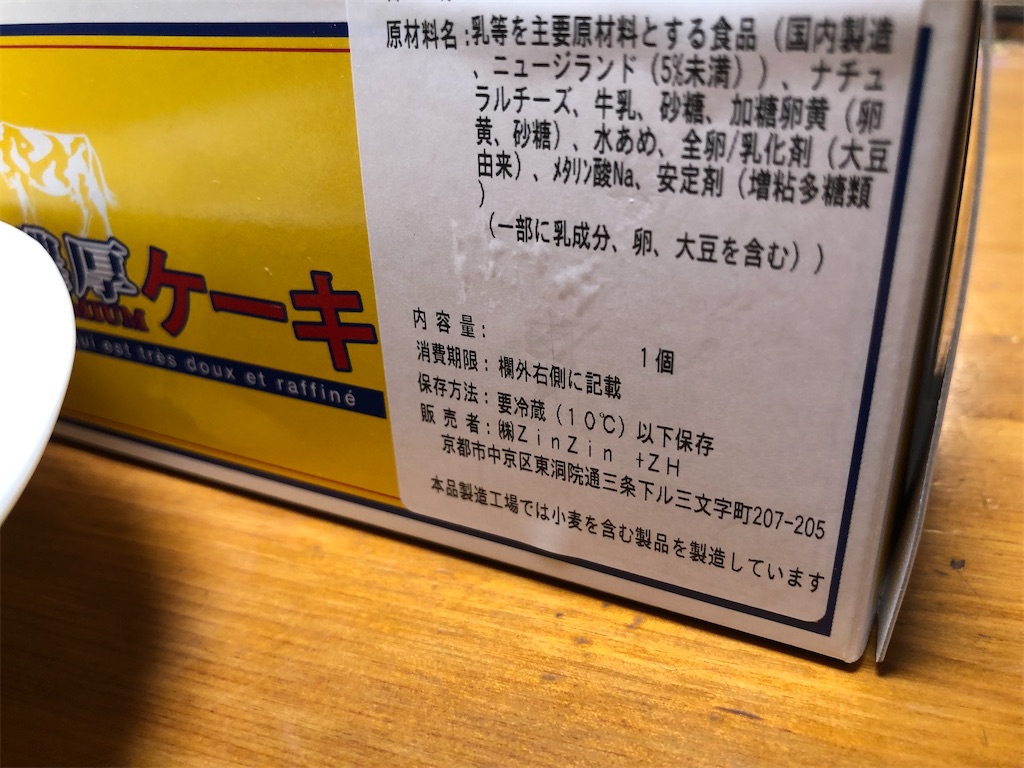 原材料名:乳等を主要原材料とする食品（国内製造
、ニュージランド（5%未満））、ナチュ
ラルチーズ、牛乳、砂糖、加糖卵黄（卵
黄、砂糖）、水あめ、全卵/乳化剤（大豆
由来）、ﾒﾀﾘﾝ酸Na、安定剤（増粘多糖類
）
（一部に乳成分、卵、大豆を含む））
内容量: 1個
消費期限:欄外右側に記載
保存方法:要冷蔵（10℃）以下保存
販売者:㈱ZinZin +ZH
京都市中京区東洞院通三条下ル三文字町207-205
本品製造工場では小麦を含む製品を製造しています
厚ケーキ
est très doux et raffiné